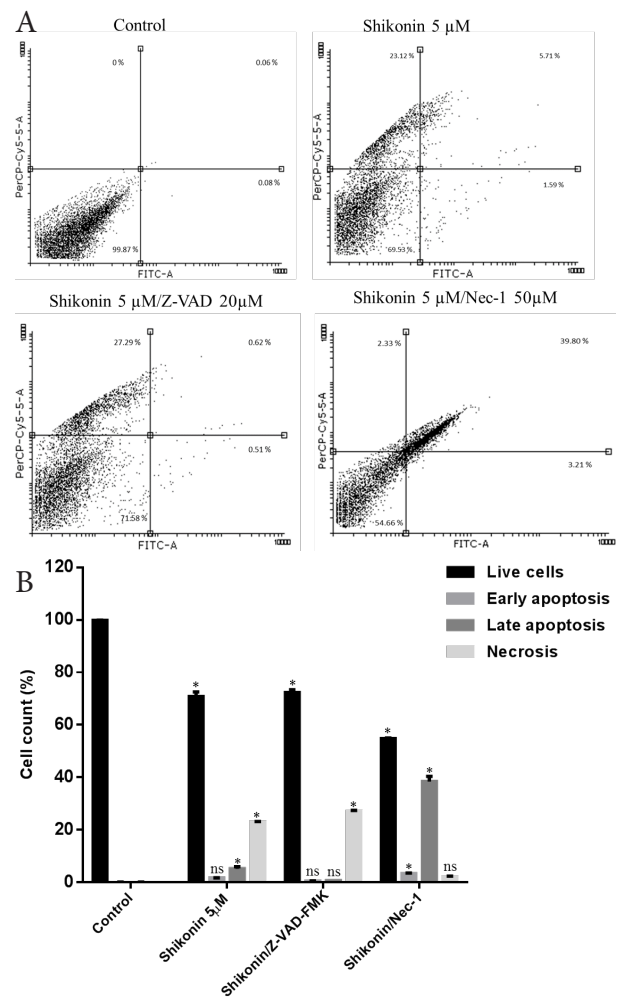 A
Control
0 %
0.06 %
0.08 %
99.87 %
PerCP-Cy5-5-A
FITC-A
Shikonin 5 µM
23.12 %
5.71 %
1.59 %
69.53 %
PerCP-Cy5-5-A
FITC-A
Shikonin 5 µM/Z-VAD 20µM
27.29 %
0.62 %
0.51 %
71.58 %
PerCP-Cy5-5-A
FITC-A
Shikonin 5 µM/Nec-1 50µM
2.33 %
39.80 %
3.21 %
54.66 %
PerCP-Cy5-5-A
FITC-A
B
Live cells
Early apoptosis
Late apoptosis
Necrosis
Cell count (%)
120
100
80
60
40
20
0
* ns * *
* ns ns *
* * * ns
Control
Shikonin 5µM
Shikonin/Z-VAD-FMK
Shikonin/Nec-1